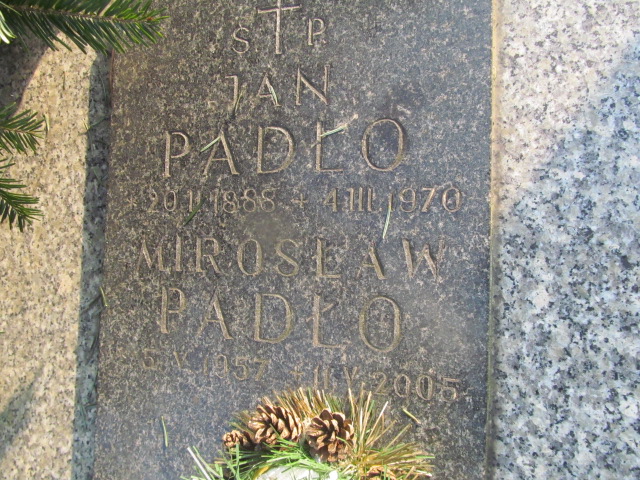 Ś P
JAN
PADŁO
20.II.1888 + 4.III.1970
MIROSŁAW
PADŁO
5.V.1957 + 11.V.2005